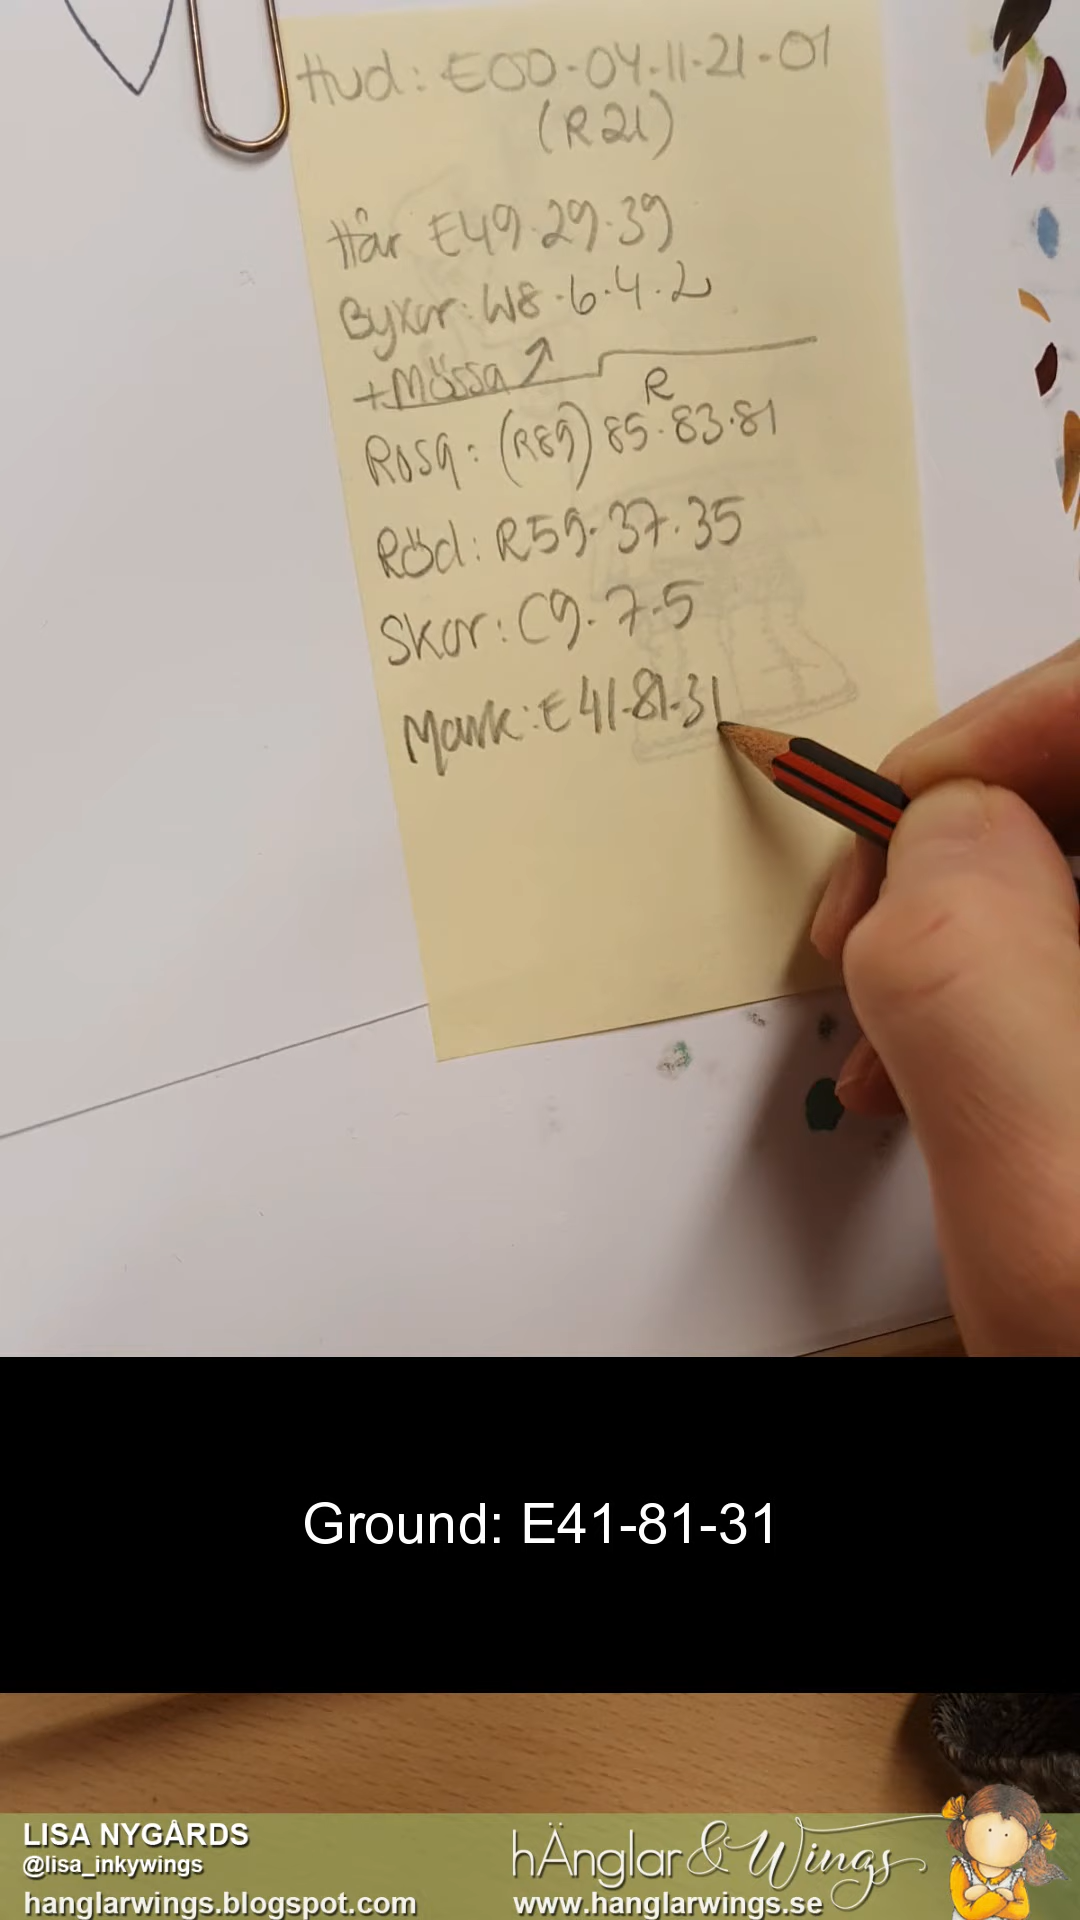 Hud: E00-04-11-21-01
(R21)
Hår E49.29.39
Byxor: W8-6.4.2
+Mössa ↗
R
Rosa: (R89) 85.83.81
Röd: R59-37.35
Skor: C9-7-5
Mark: E41-81-31
Ground: E41-81-31
LISA NYGÅRDS
@lisa_inkywings
hanglarwings.blogspot.com
hÄnglar & Wings
www.hanglarwings.se